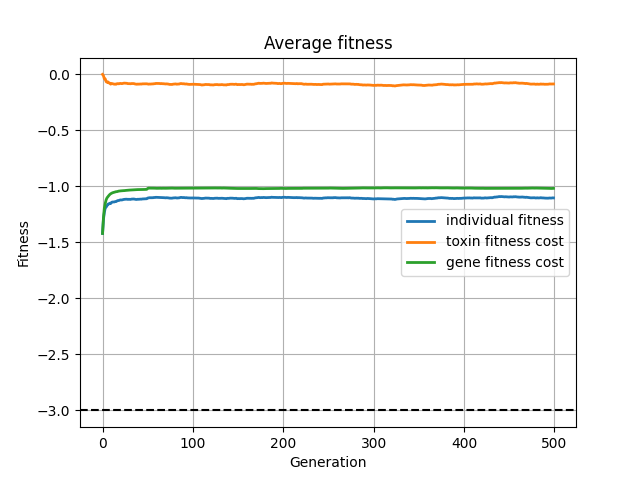 Average fitness
Fitness
0.0
−0.5
−1.0
−1.5
−2.0
−2.5
−3.0
individual fitness
toxin fitness cost
gene fitness cost
0 100 200 300 400 500
Generation